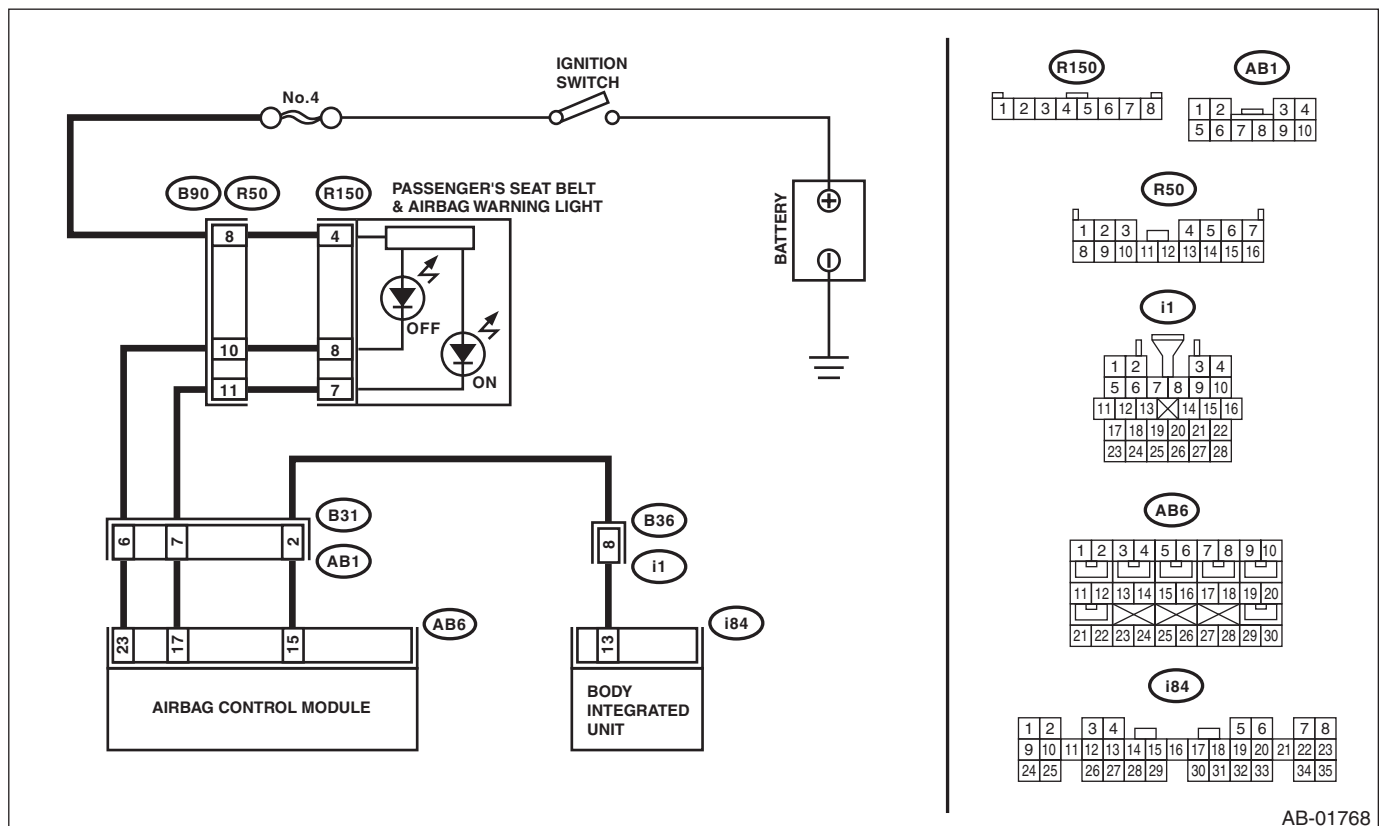 IGNITION
SWITCH
No.4
B90 R50 R150
PASSENGER'S SEAT BELT
& AIRBAG WARNING LIGHT
BATTERY
8 4
OFF
10 8
ON
11 7
B31
6 7 2
AB1
B36
8
i1
AB6
23 17 15
AIRBAG CONTROL MODULE
i84
13
BODY
INTEGRATED
UNIT
R150
1 2 3 4 5 6 7 8
AB1
1 2 3 4
5 6 7 8 9 10
R50
1 2 3 4 5 6 7
8 9 10 11 12 13 14 15 16
i1
1 2 3 4
5 6 7 8 9 10
11 12 13 14 15 16
17 18 19 20 21 22
23 24 25 26 27 28
AB6
1 2 3 4 5 6 7 8 9 10
11 12 13 14 15 16 17 18 19 20
21 22 23 24 25 26 27 28 29 30
i84
1 2 3 4 5 6 7 8
9 10 11 12 13 14 15 16 17 18 19 20 21 22 23
24 25 26 27 28 29 30 31 32 33 34 35
AB-01768